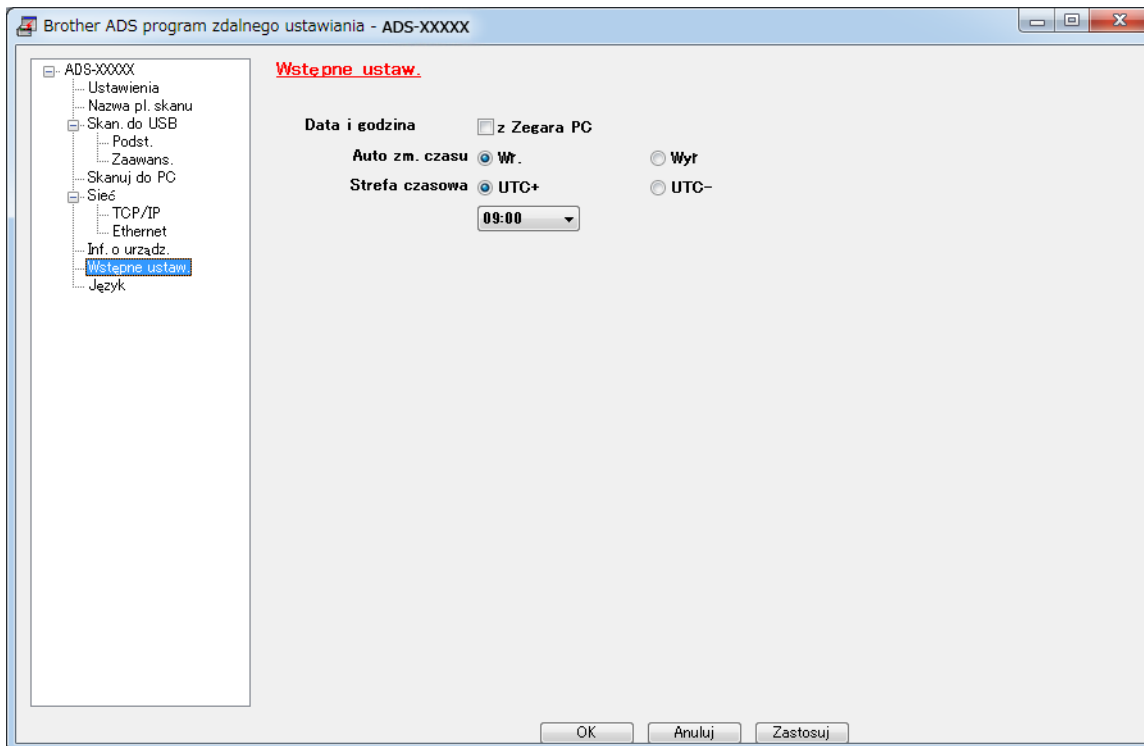 Brother ADS program zdalnego ustawiania - ADS-XXXXX
ADS-XXXXX
Ustawienia
Nazwa pl. skanu
Skan. do USB
Podst.
Zaawans.
Skanuj do PC
Sieć
TCP/IP
Ethernet
Inf. o urządz.
Wstępne ustaw.
Język
Wstępne ustaw.
Data i godzina z Zegara PC
Auto zm. czasu Wł. Wył
Strefa czasowa UTC+ UTC-
09:00
OK Anuluj Zastosuj